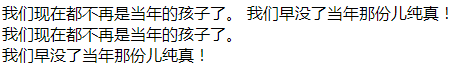 我们现在都不再是当年的孩子了。 我们早没了当年那份儿纯真！
我们现在都不再是当年的孩子了。
我们早没了当年那份儿纯真！